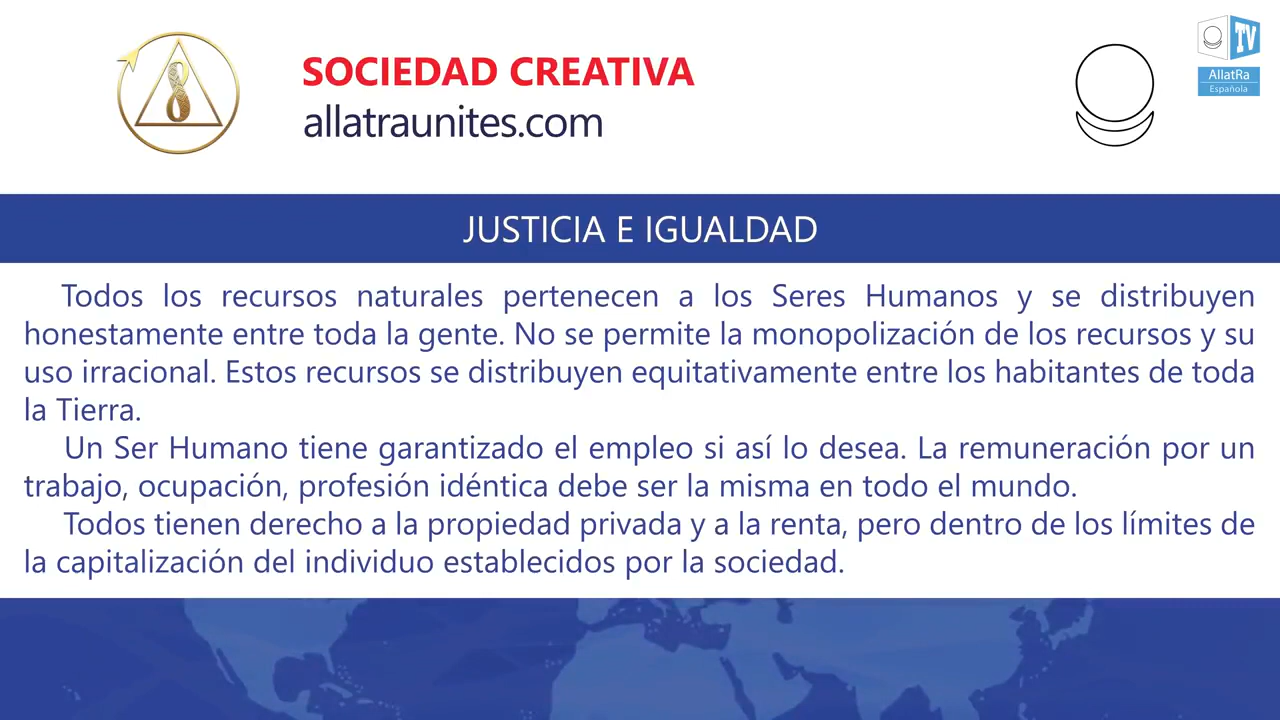 SOCIEDAD CREATIVA
allatraunites.com
TV
AllatRa
Española
JUSTICIA E IGUALDAD
Todos los recursos naturales pertenecen a los Seres Humanos y se distribuyen
honestamente entre toda la gente. No se permite la monopolización de los recursos y su
uso irracional. Estos recursos se distribuyen equitativamente entre los habitantes de toda
la Tierra.
Un Ser Humano tiene garantizado el empleo si así lo desea. La remuneración por un
trabajo, ocupación, profesión idéntica debe ser la misma en todo el mundo.
Todos tienen derecho a la propiedad privada y a la renta, pero dentro de los límites de
la capitalización del individuo establecidos por la sociedad.